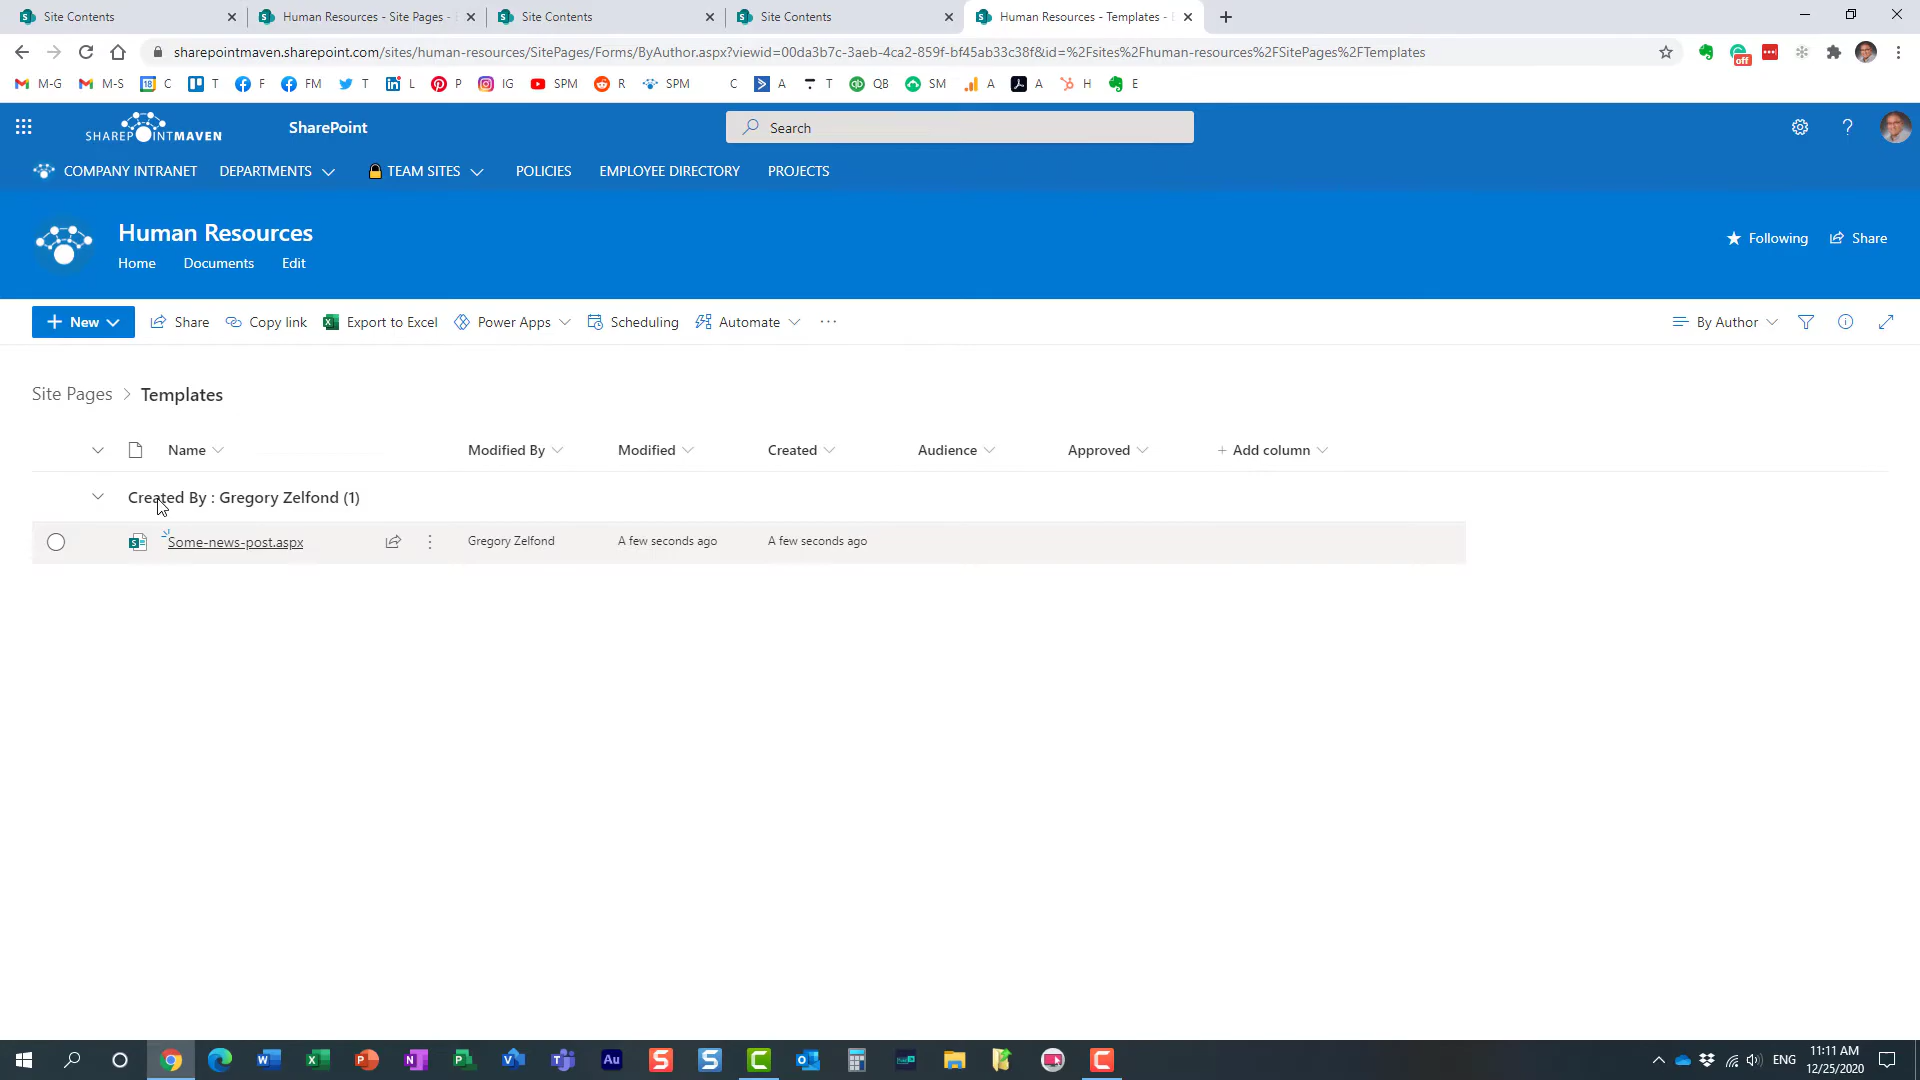 Site Contents
Human Resources - Site Pages -
Site Contents
Site Contents
Human Resources - Templates -
sharepointmaven.sharepoint.com/sites/human-resources/SitePages/Forms/ByAuthor.aspx?viewid=00da3b7c-3aeb-4ca2-859f-bf45ab33c38f&id=%2Fsites%2Fhuman-resources%2FSitePages%2FTemplates
off
M-G M-S 18 C T F FM T L P IG SPM R SPM C A T QB SM A A H E
SHAREPOINTMAVEN SharePoint Search
COMPANY INTRANET DEPARTMENTS TEAM SITES POLICIES EMPLOYEE DIRECTORY PROJECTS
Human Resources
Following Share
Home Documents Edit
+ New Share Copy link Export to Excel Power Apps Scheduling Automate ... By Author
Site Pages > Templates
Name Modified By Modified Created Audience Approved + Add column
Created By : Gregory Zelfond (1)
Some-news-post.aspx Gregory Zelfond A few seconds ago A few seconds ago
ENG 11:11 AM
12/25/2020